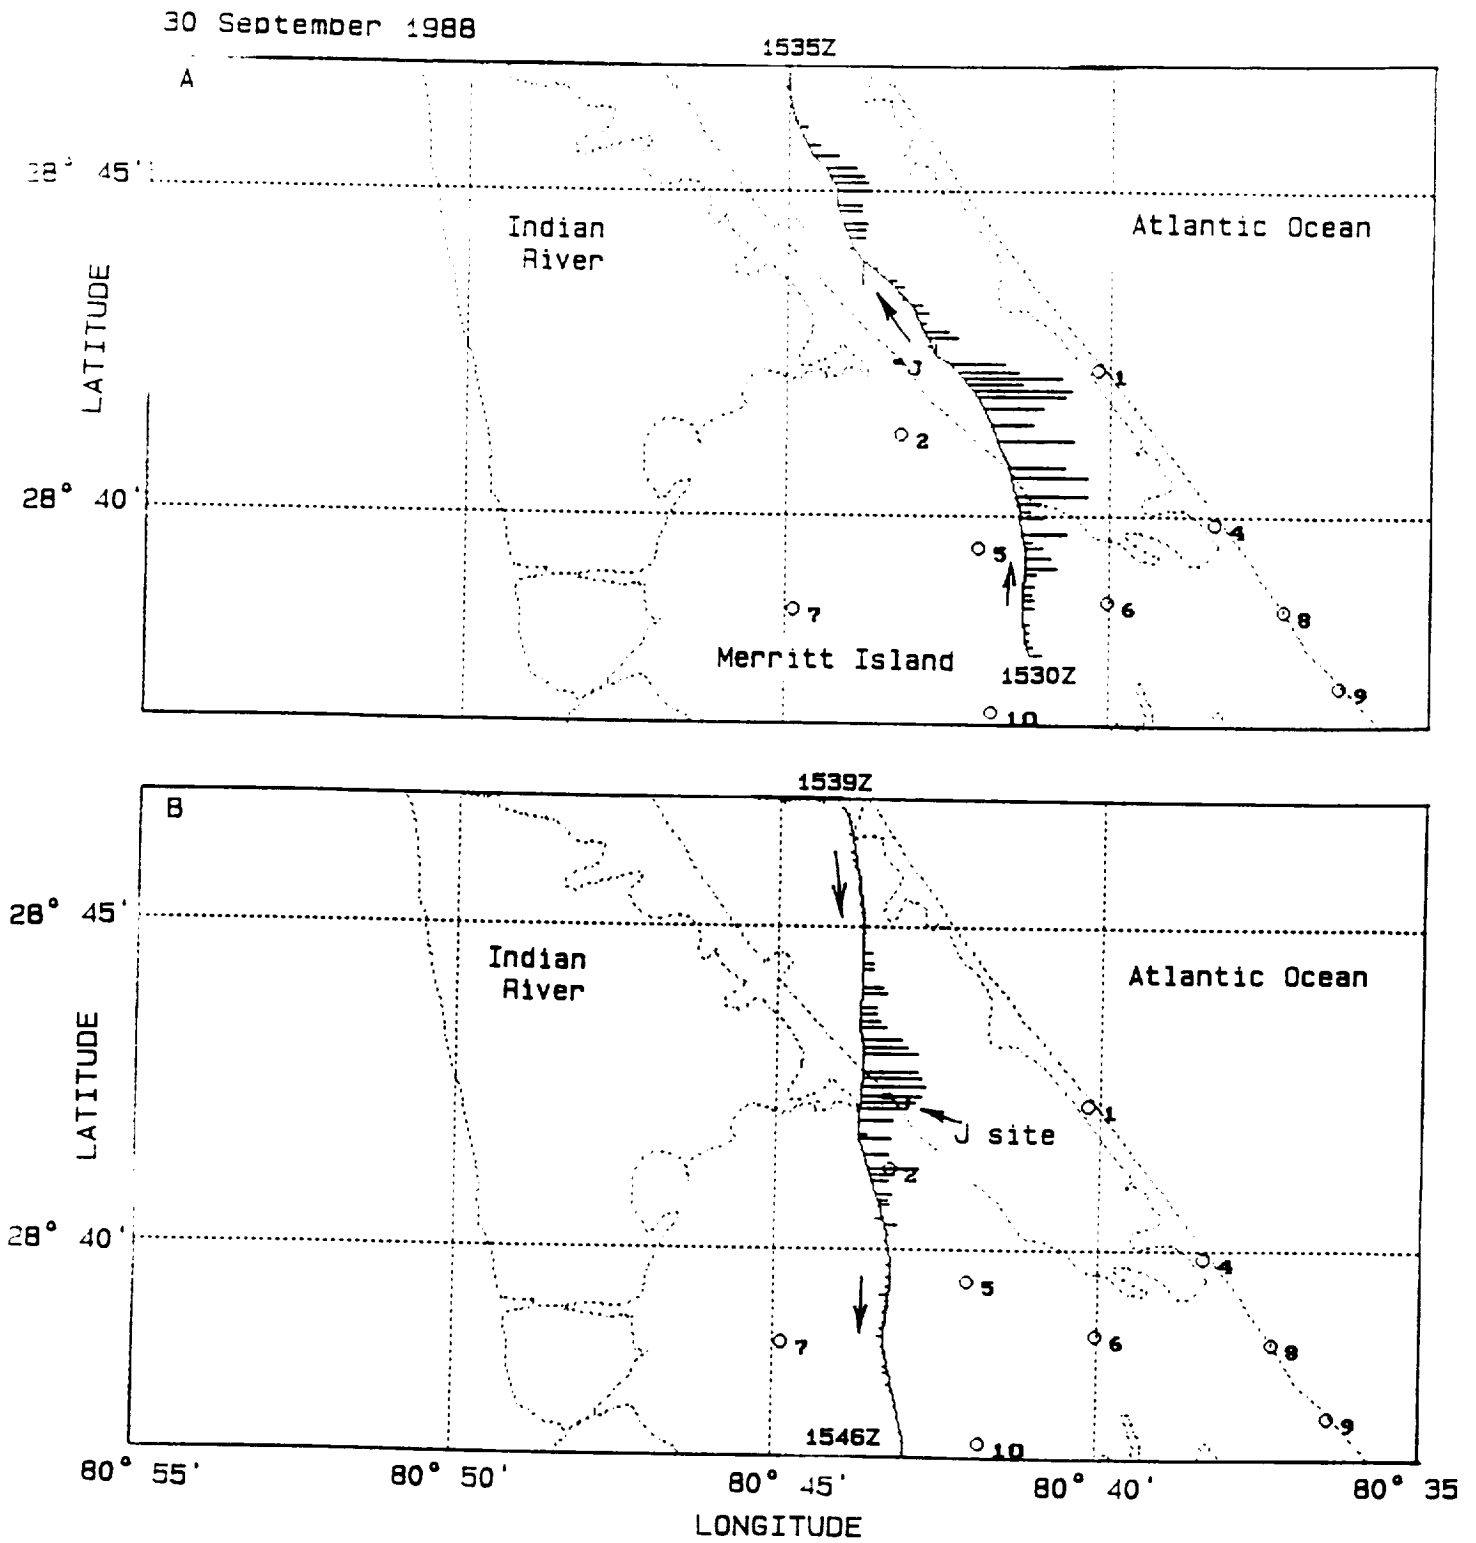 30 September 1988
1535Z
A
45'
Indian
River
Atlantic Ocean
LATITUDE
J
1
2
28° 40'
4
5
7
6
8
Merritt Island
1530Z
9
10
1539Z
B
28° 45'
Indian
River
Atlantic Ocean
LATITUDE
1
J site
2
28° 40'
4
5
7
6
8
9
1546Z
10
80° 55'
80° 50'
80° 45'
80° 40'
80° 35
LONGITUDE